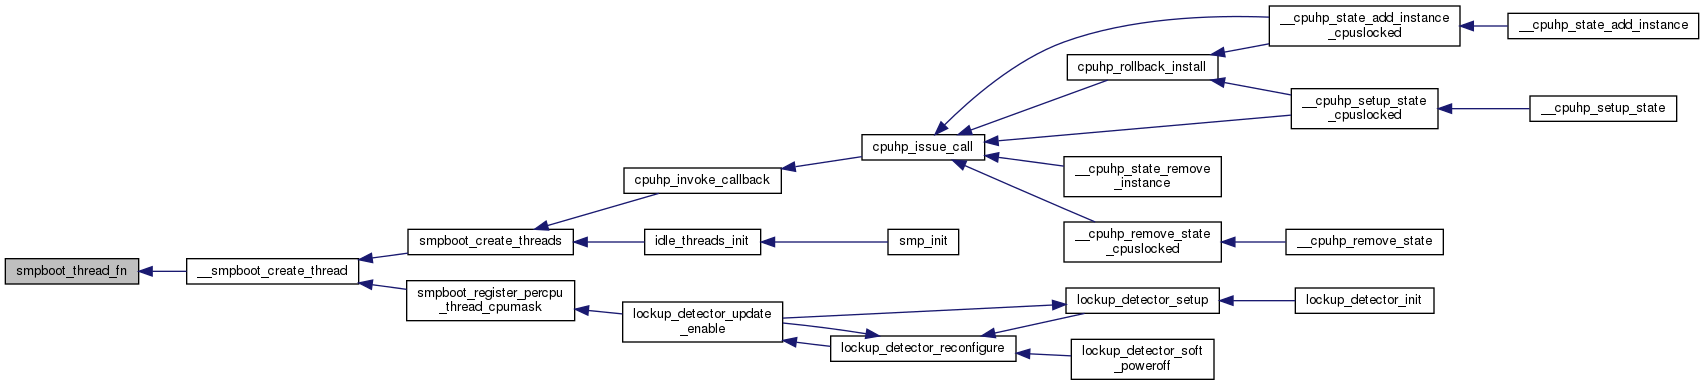 __cpuhp_state_add_instance
_cpuslocked
__cpuhp_state_add_instance
cpuhp_rollback_install
__cpuhp_setup_state
_cpuslocked
__cpuhp_setup_state
cpuhp_issue_call
__cpuhp_state_remove
_instance
cpuhp_invoke_callback
__cpuhp_remove_state
_cpuslocked
__cpuhp_remove_state
smpboot_create_threads
idle_threads_init
smp_init
smpboot_thread_fn
__smpboot_create_thread
smpboot_register_percpu
_thread_cpumask
lockup_detector_setup
lockup_detector_init
lockup_detector_update
_enable
lockup_detector_reconfigure
lockup_detector_soft
_poweroff